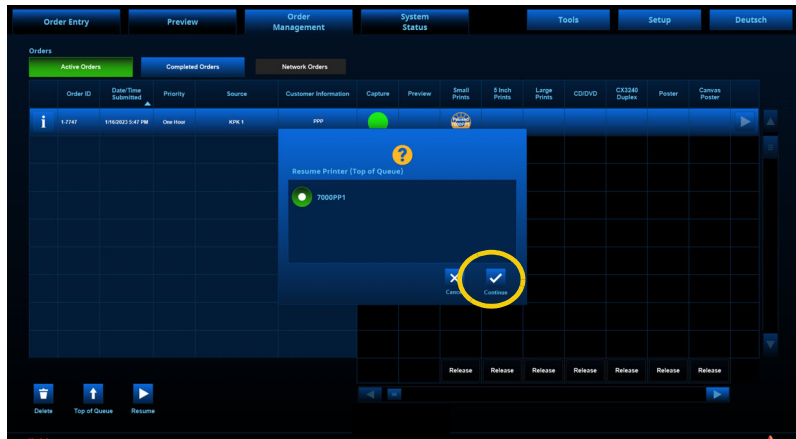 Order Entry
Preview
Order
Management
System
Status
Tools
Setup
Deutsch
Orders
Active Orders
Completed Orders
Network Orders
Order ID
Date/Time
Submitted
Priority
Source
Customer Information
Capture
Preview
Small
Prints
5 Inch
Prints
Large
Prints
CD/DVD
CX3240
Duplex
Poster
Canvas
Poster
1-7747
1/16/2023 5:47 PM
One Hour
KPK 1
PPP
Resume Printer (Top of Queue)
7000PP1
Continue
Release
Release
Release
Release
Release
Release
Release
Delete
Top of Queue
Resume